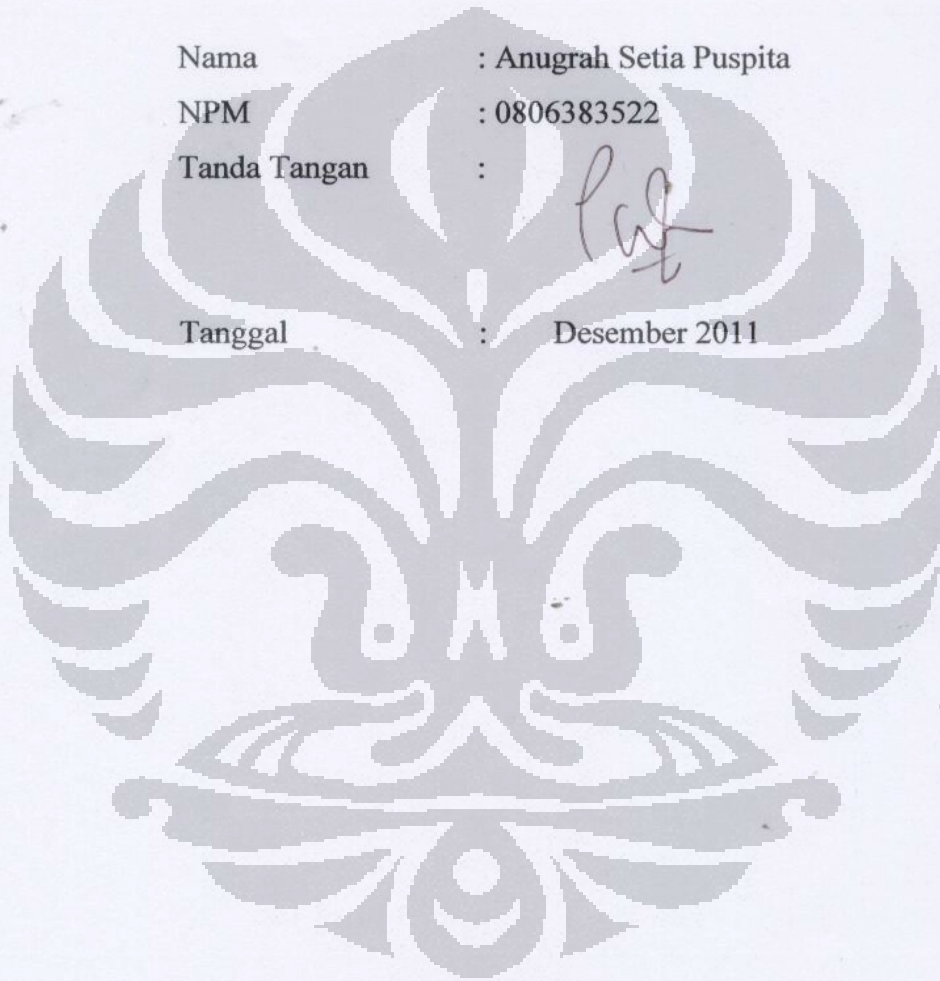 Nama : Anugrah Setia Puspita
NPM : 0806383522
Tanda Tangan :
Tanggal : Desember 2011